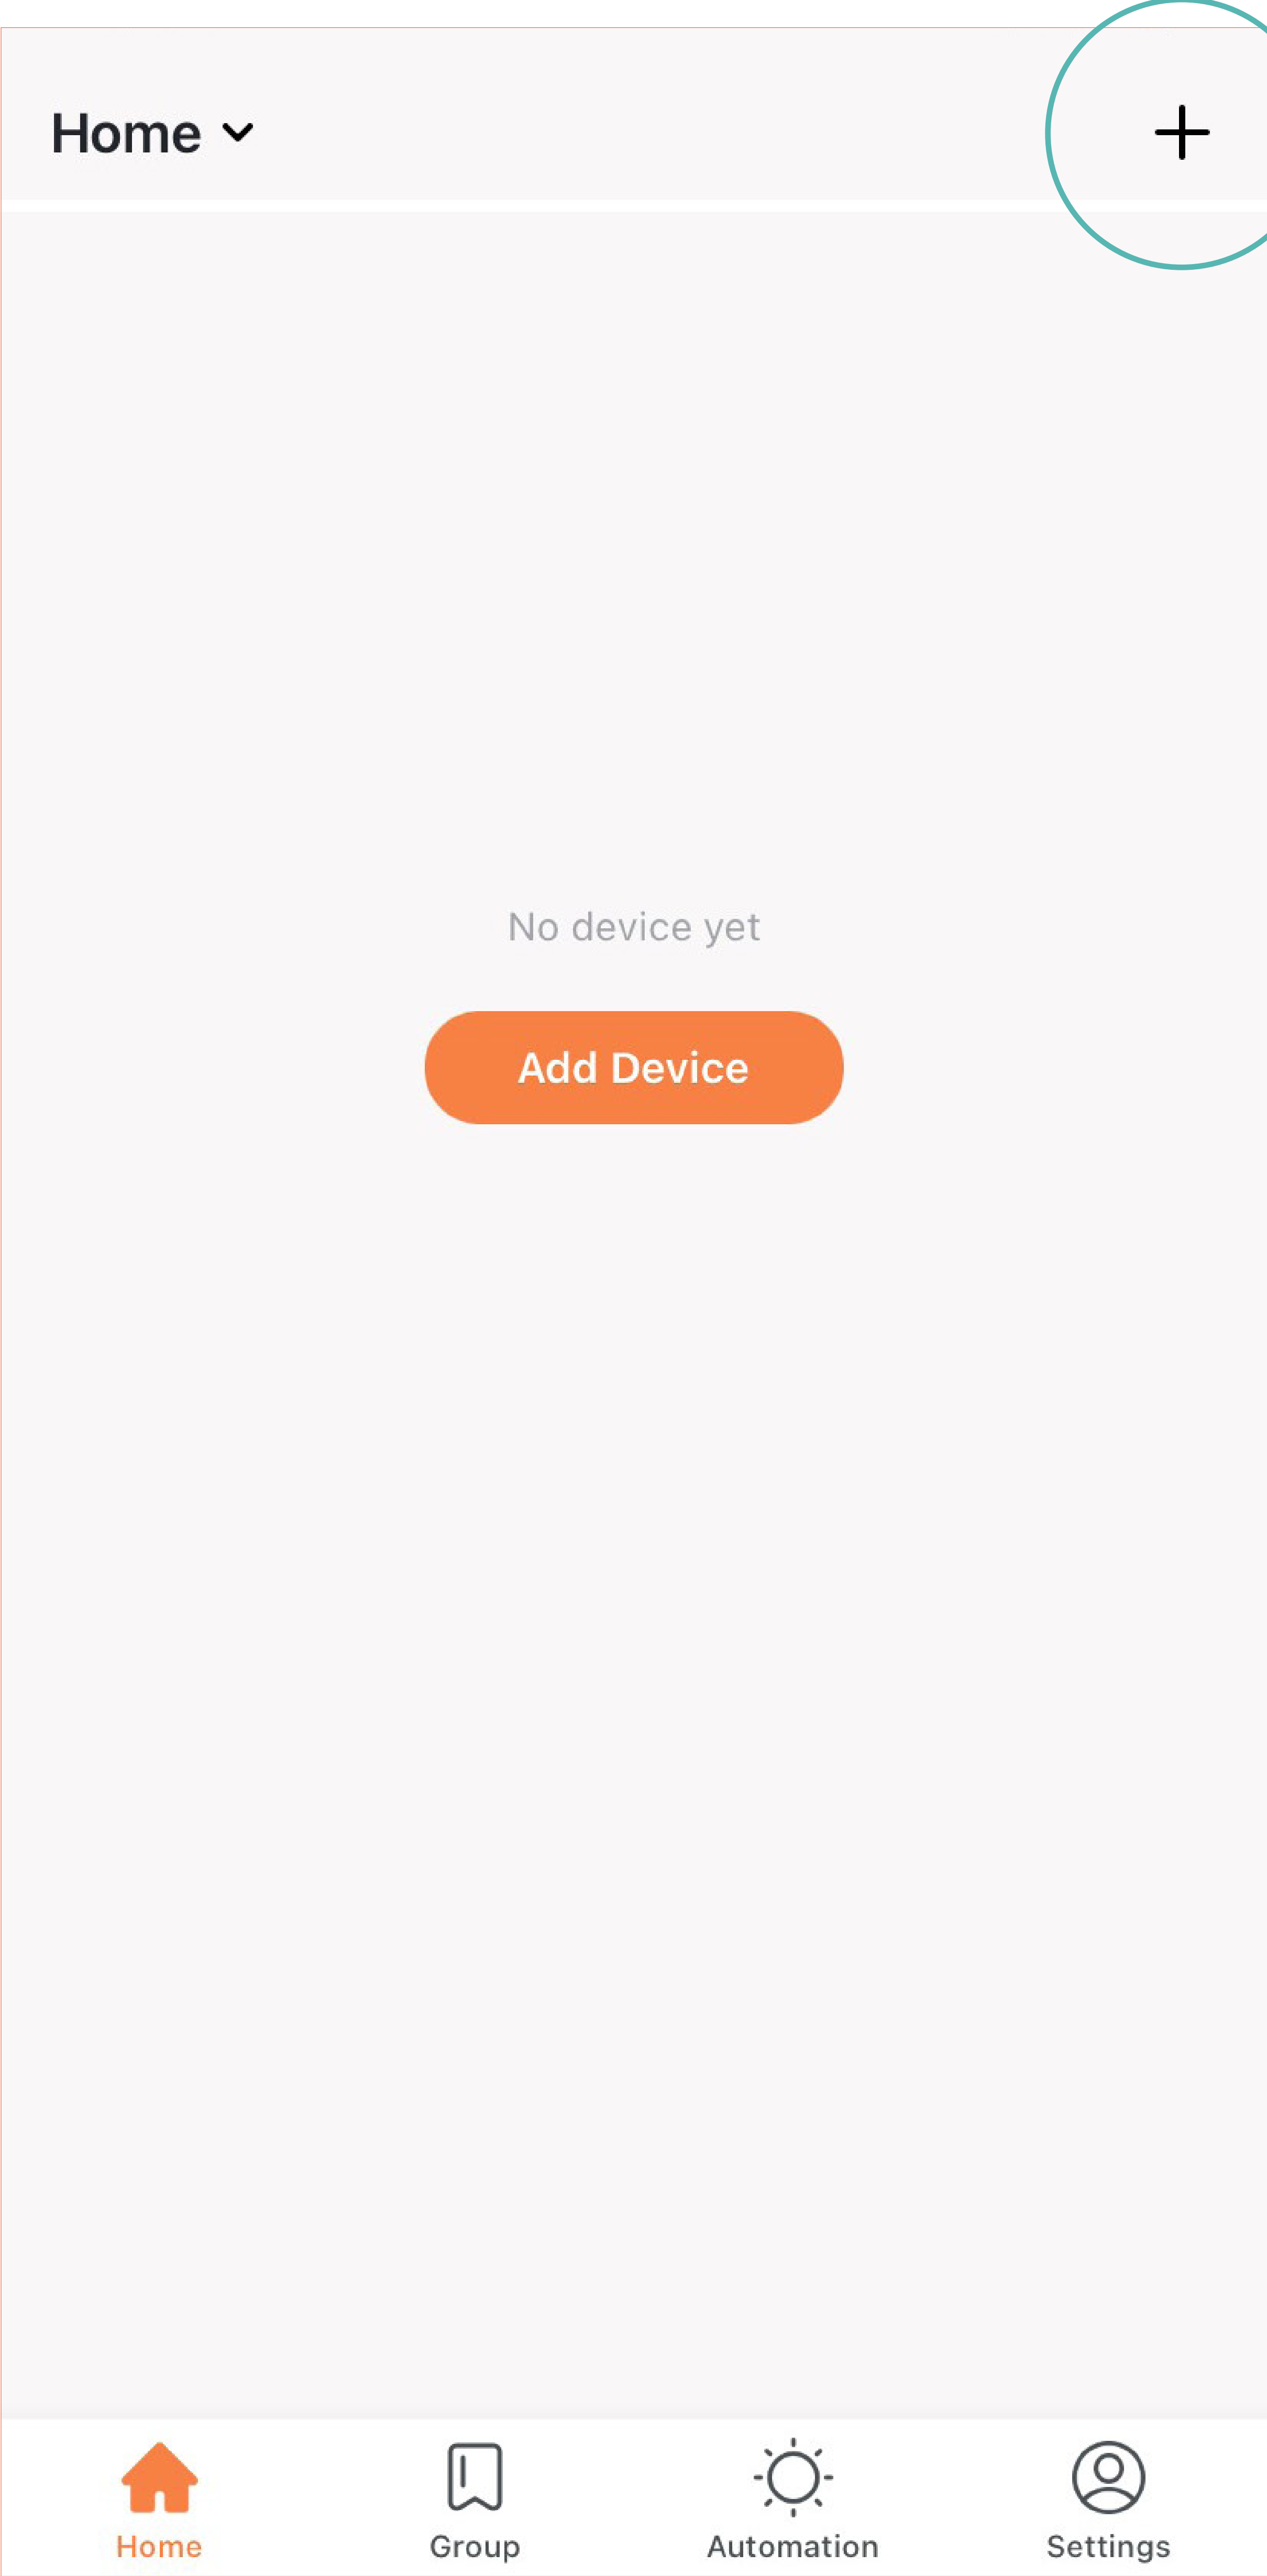 Home
No device yet
Add Device
Home
Group
Automation
Settings